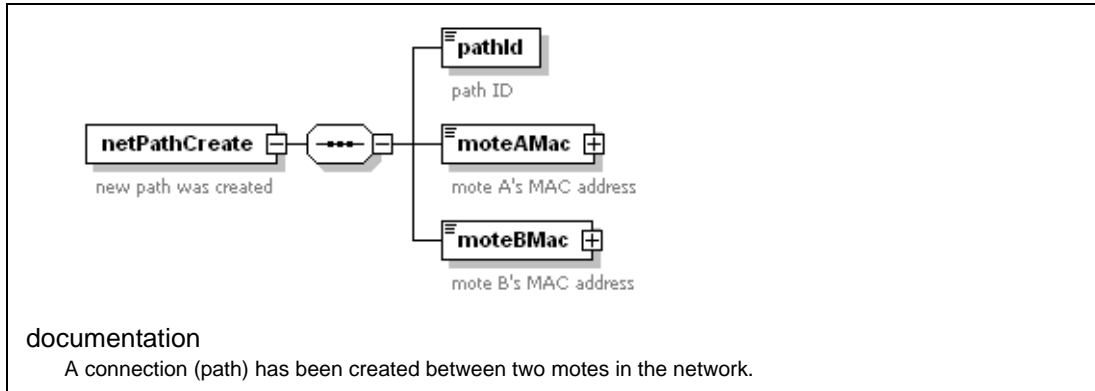 pathId
path ID
netPathCreate
new path was created
moteAMac
mote A's MAC address
moteBMac
mote B's MAC address
documentation
A connection (path) has been created between two motes in the network.